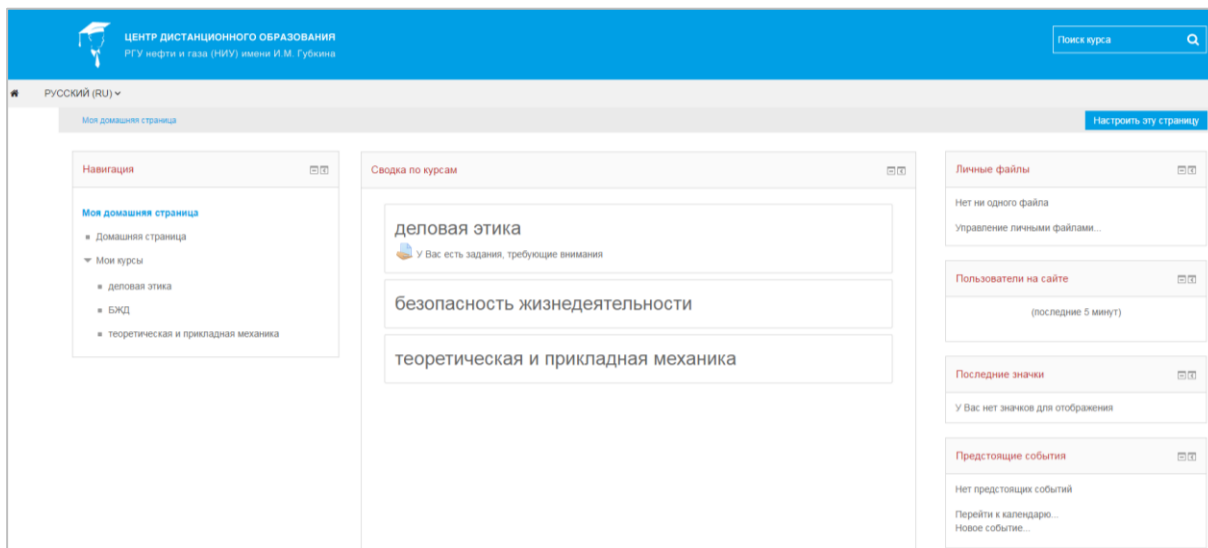 ЦЕНТР ДИСТАНЦИОННОГО ОБРАЗОВАНИЯ
РГУ нефти и газа (НИУ) имени И.М. Губкина
Поиск курса
РУССКИЙ (RU)
Моя домашняя страница
Настроить эту страницу
Навигация
Моя домашняя страница
Домашняя страница
Мои курсы
деловая этика
БЖД
теоретическая и прикладная механика
Сводка по курсам
деловая этика
У Вас есть задания, требующие внимания
безопасность жизнедеятельности
теоретическая и прикладная механика
Личные файлы
Нет ни одного файла
Управление личными файлами...
Пользователи на сайте
(последние 5 минут)
Последние значки
У Вас нет значков для отображения
Предстоящие события
Нет предстоящих событий
Перейти к календарю...
Новое событие...